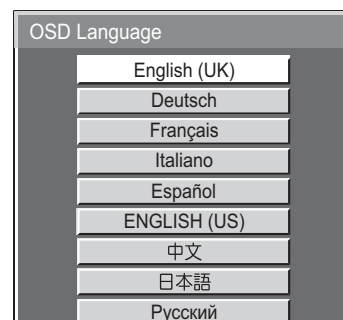 OSD Language
English (UK)
Deutsch
Français
Italiano
Español
ENGLISH (US)
中文
日本語
Русский